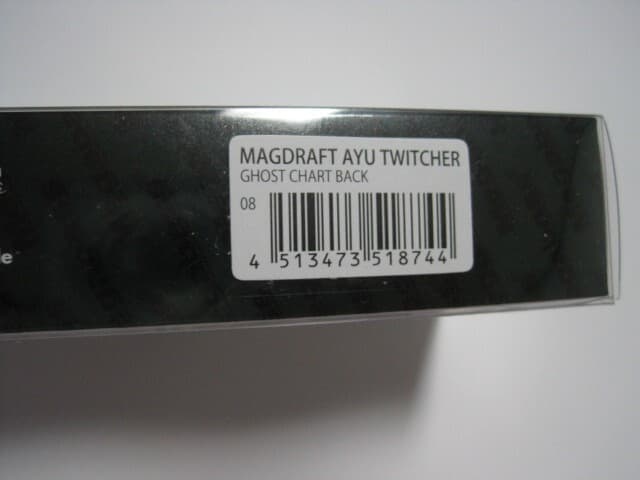 MAGDRAFT AYU TWITCHER
GHOST CHART BACK
08
4 513473 518744